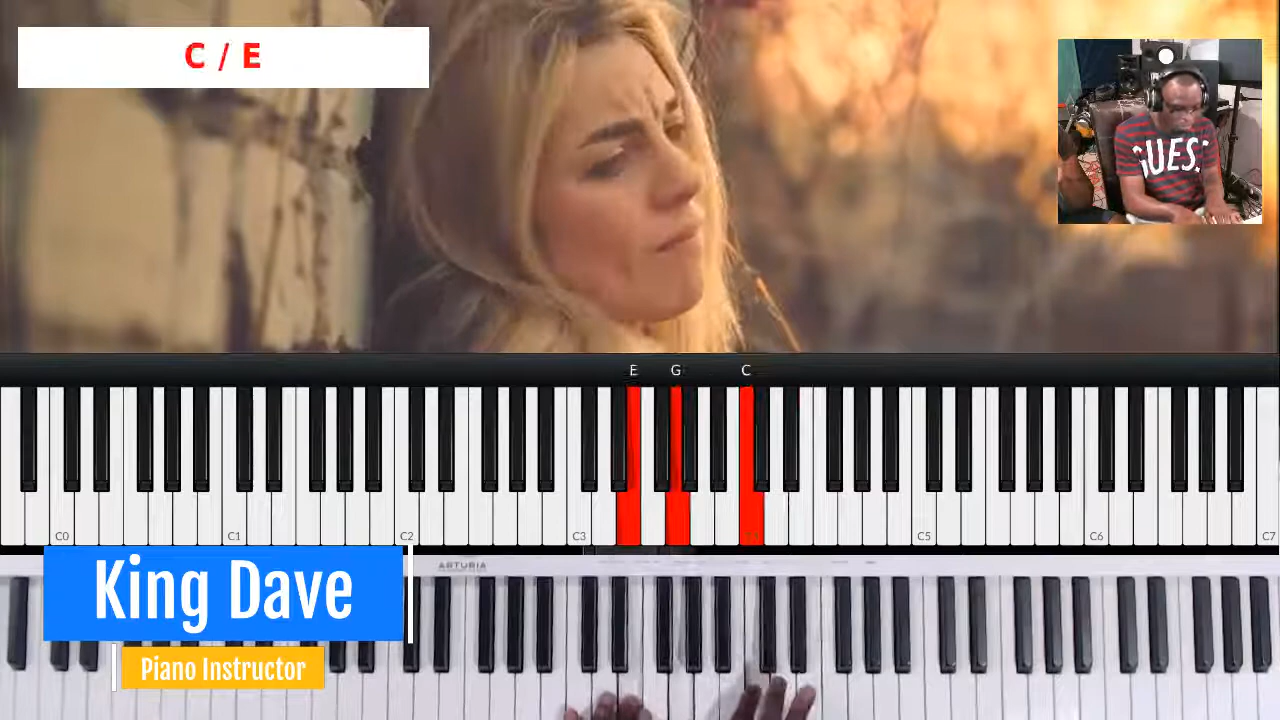 C / E
GUES
E G C
C0 C1 C2 C3 C5 C6 C7
ARTURIA
King Dave
Piano Instructor